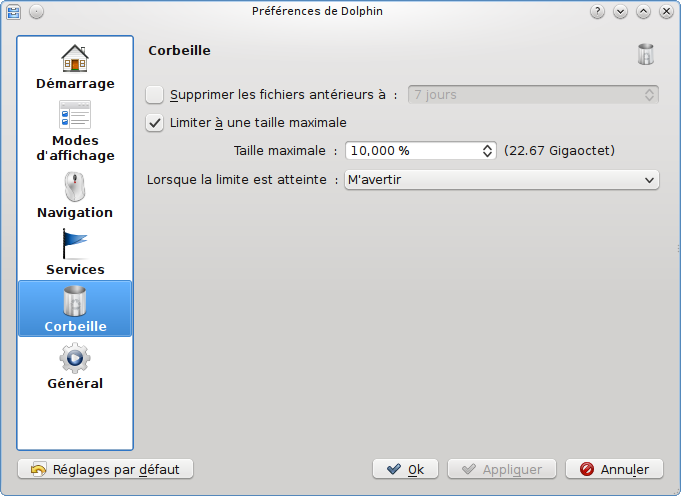 Préférences de Dolphin
Démarrage
Modes
d'affichage
Navigation
Services
Corbeille
Général
Corbeille
Supprimer les fichiers antérieurs à :
7 jours
Limiter à une taille maximale
Taille maximale :
10,000 %
(22.67 Gigaoctet)
Lorsque la limite est atteinte :
M'avertir
Réglages par défaut
Ok
Appliquer
Annuler